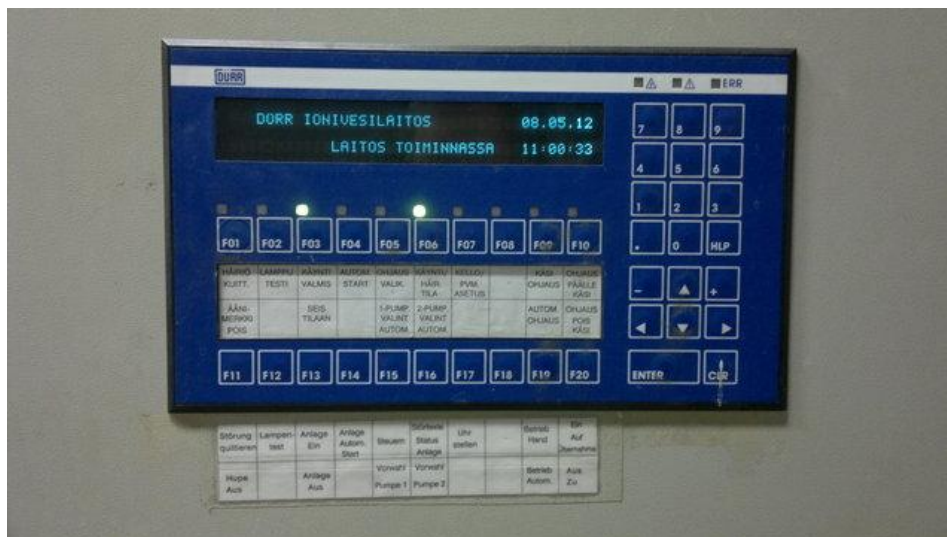 DÜRR
ERR
DORR IONIVESILAITOS 08.05.12
LAITOS TOIMINNASSA 11:00:33
7 8 9
4 5 6
1 2 3
. 0 HLP
- +
ENTER CLR
F01 F02 F03 F04 F05 F06 F07 F08 F09 F10
HÄIRIÖ LAMPPU KÄYNTI AUTOM. OHJAUS KÄYNTI/ KELLO/ KÄSI OHJAUS
KUITT. TESTI VALMIS START VALIK. HÄIR. PVM. OHJAUS PÄÄLLE
TILA ASETUS KÄSI
ÄÄNI- SEIS 1-PUMP. 2-PUMP. AUTOM. OHJAUS
MERKKI TILAAN VALINT. VALINT. OHJAUS POIS
POIS AUTOM. AUTOM. KÄSI
F11 F12 F13 F14 F15 F16 F17 F18 F19 F20
Störung Lampen- Anlage Anlage Steuern Störtexte Uhr Betrieb Ein
quittieren test Ein Autom. Status stellen Hand Auf
Start Anlage Übernahme
Hupe Anlage Vorwahl Vorwahl Betrieb Aus
Aus Aus Pumpe 1 Pumpe 2 Autom. Zu